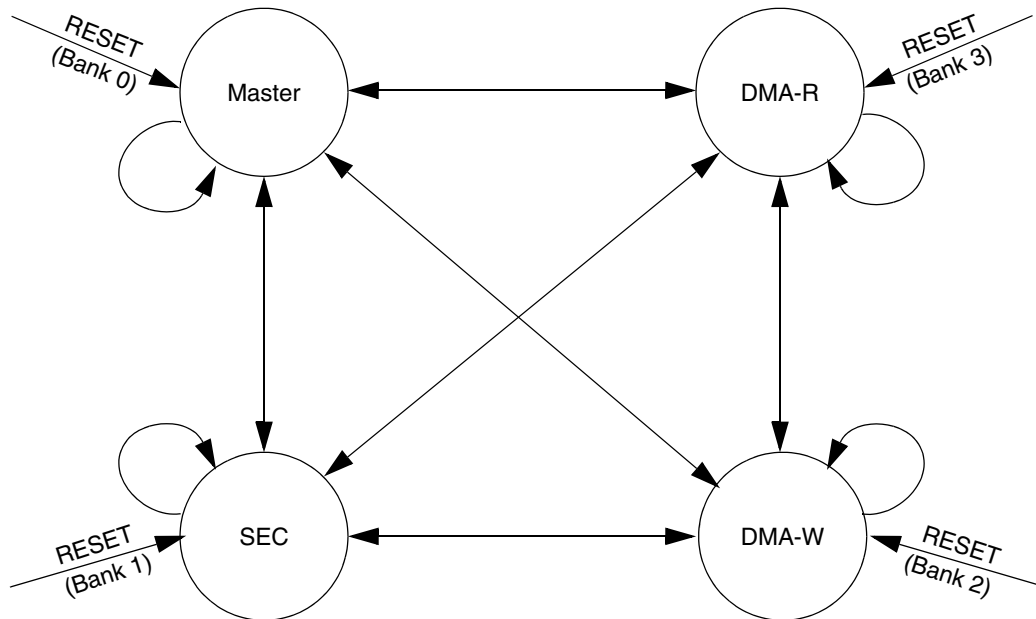 RESET
(Bank 0)
Master
DMA-R
RESET
(Bank 3)
RESET
(Bank 1)
SEC
DMA-W
RESET
(Bank 2)